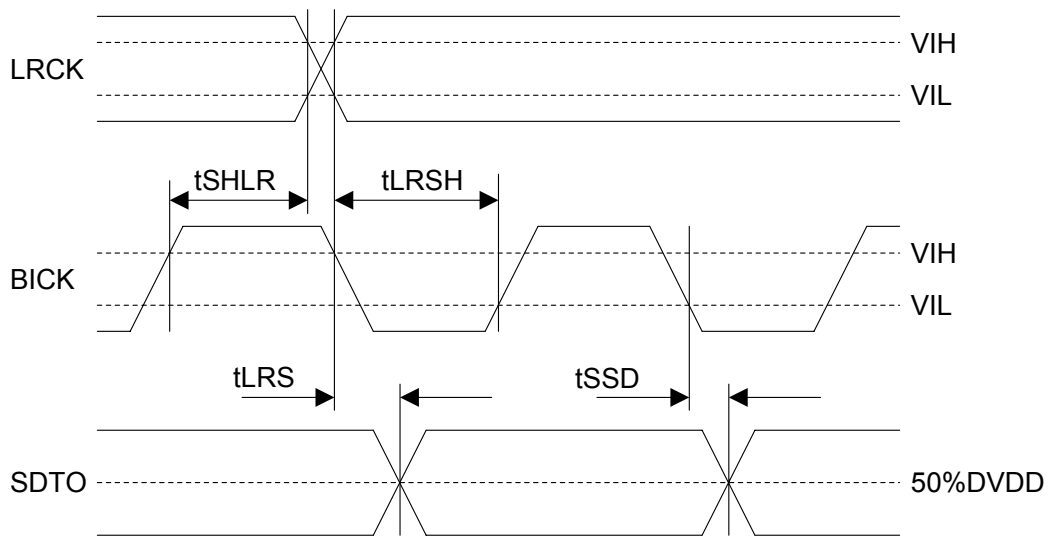 LRCK
VIH
VIL
tSHLR
tLRSH
BICK
VIH
VIL
tLRS
tSSD
SDTO
50%DVDD